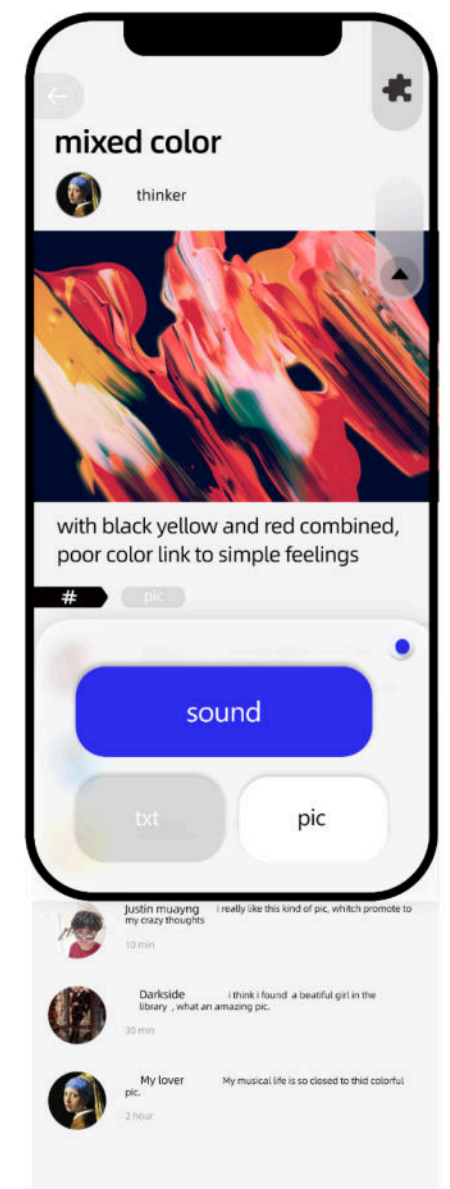 mixed color
thinker
with black yellow and red combined,
poor color link to simple feelings
#
pic
sound
txt
pic
Justin muayng i really like this kind of pic, whitch promote to
my crazy thoughts
10 min
Darkside i think i found a beatiful girl in the
library , what an amazing pic.
30 min
My lover My musical life is so closed to thid colorful
pic.
2 hour